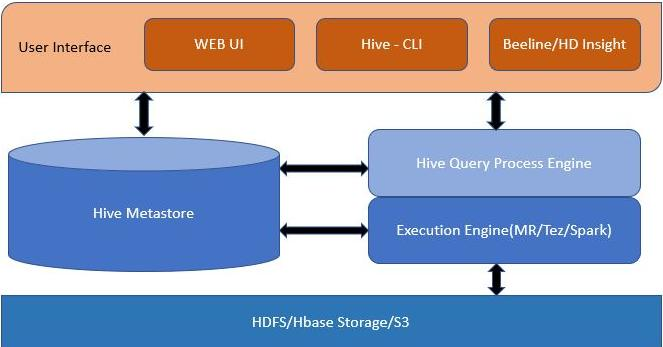 User Interface
WEB UI
Hive - CLI
Beeline/HD Insight
Hive Metastore
Hive Query Process Engine
Execution Engine(MR/Tez/Spark)
HDFS/Hbase Storage/S3